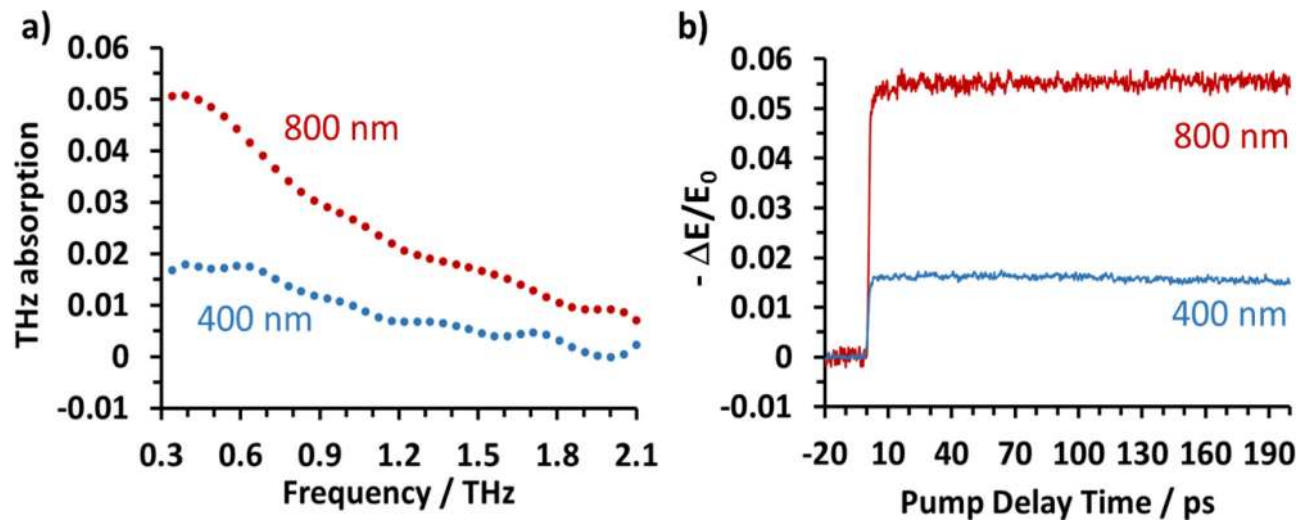 a)
0.06
0.05
0.04
0.03
0.02
0.01
0
-0.01
THz absorption
800 nm
400 nm
0.3 0.6 0.9 1.2 1.5 1.8 2.1
Frequency / THz
b)
0.06
0.05
0.04
0.03
0.02
0.01
0
-0.01
- ΔE/E₀
800 nm
400 nm
-20 10 40 70 100 130 160 190
Pump Delay Time / ps